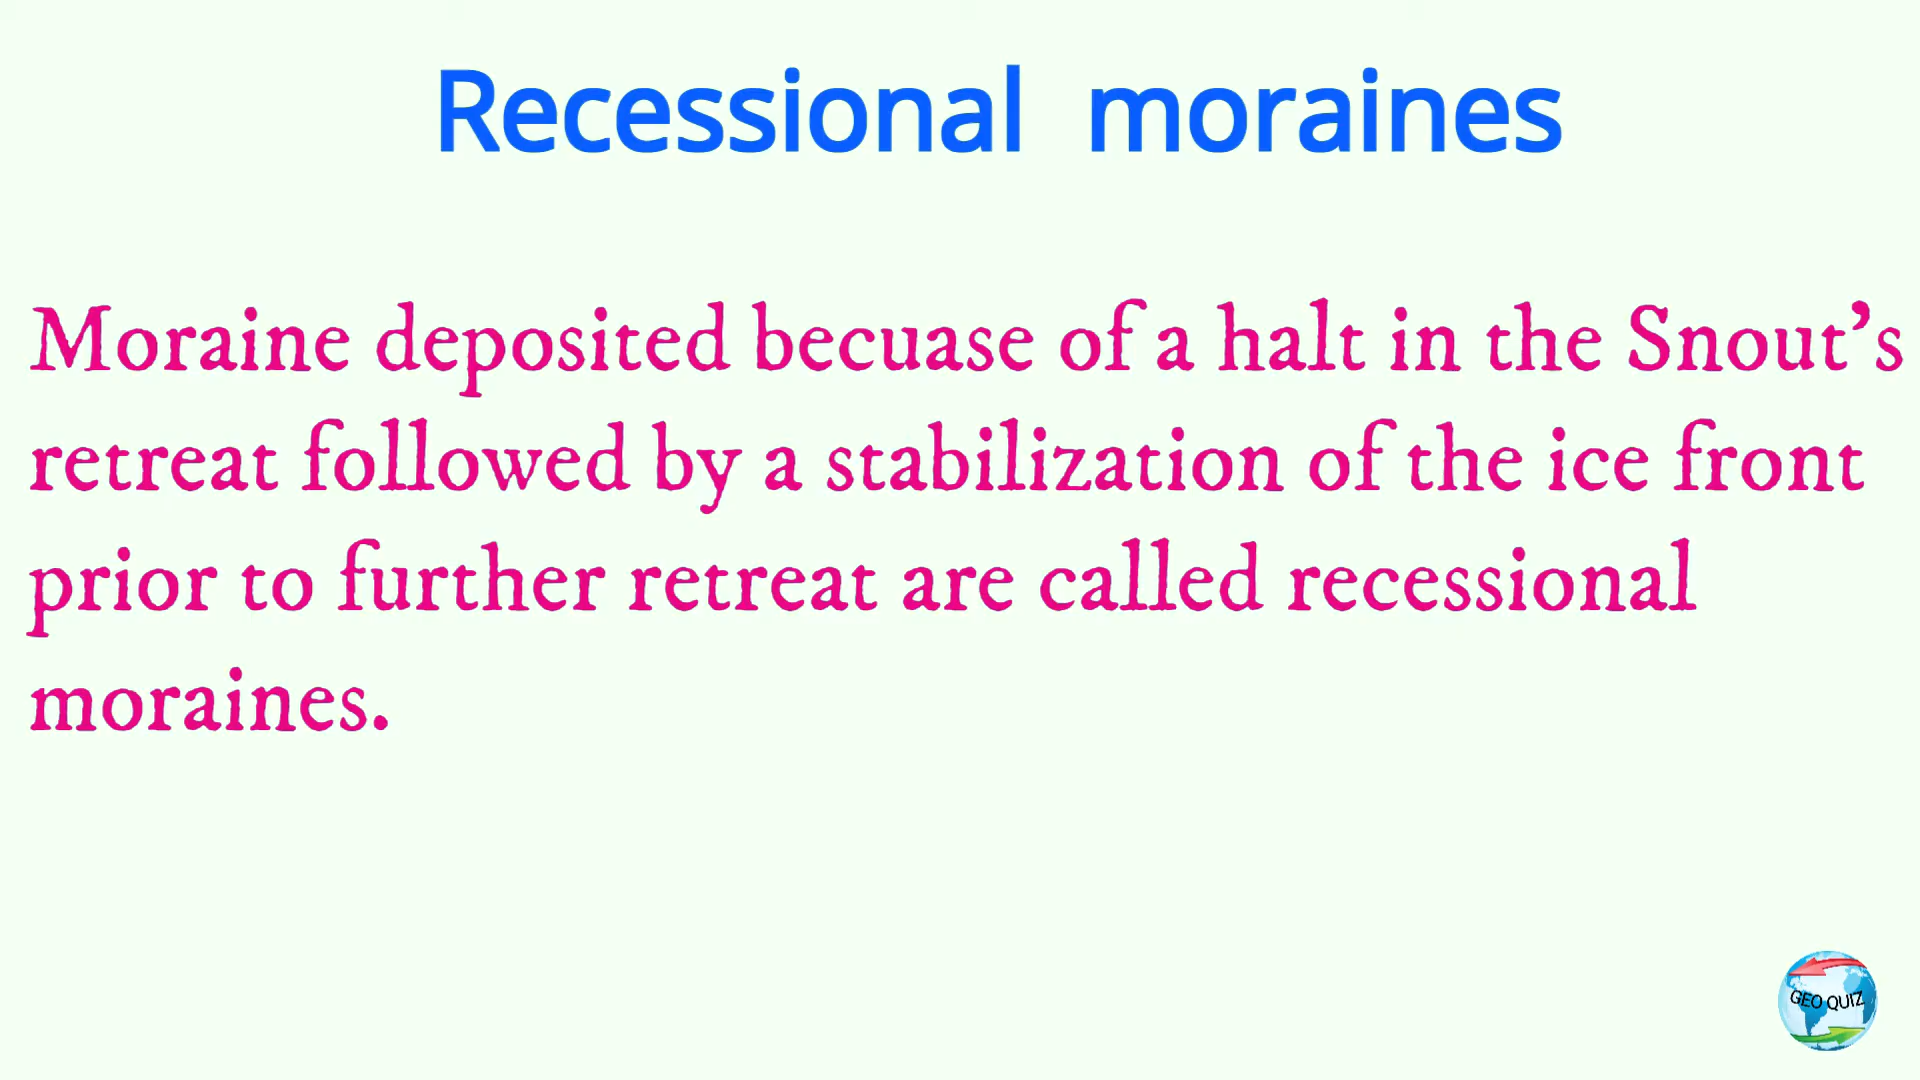 Recessional moraines
Moraine deposited becuase of a halt in the Snout's
retreat followed by a stabilization of the ice front
prior to further retreat are called recessional
moraines.
GEO QUIZ